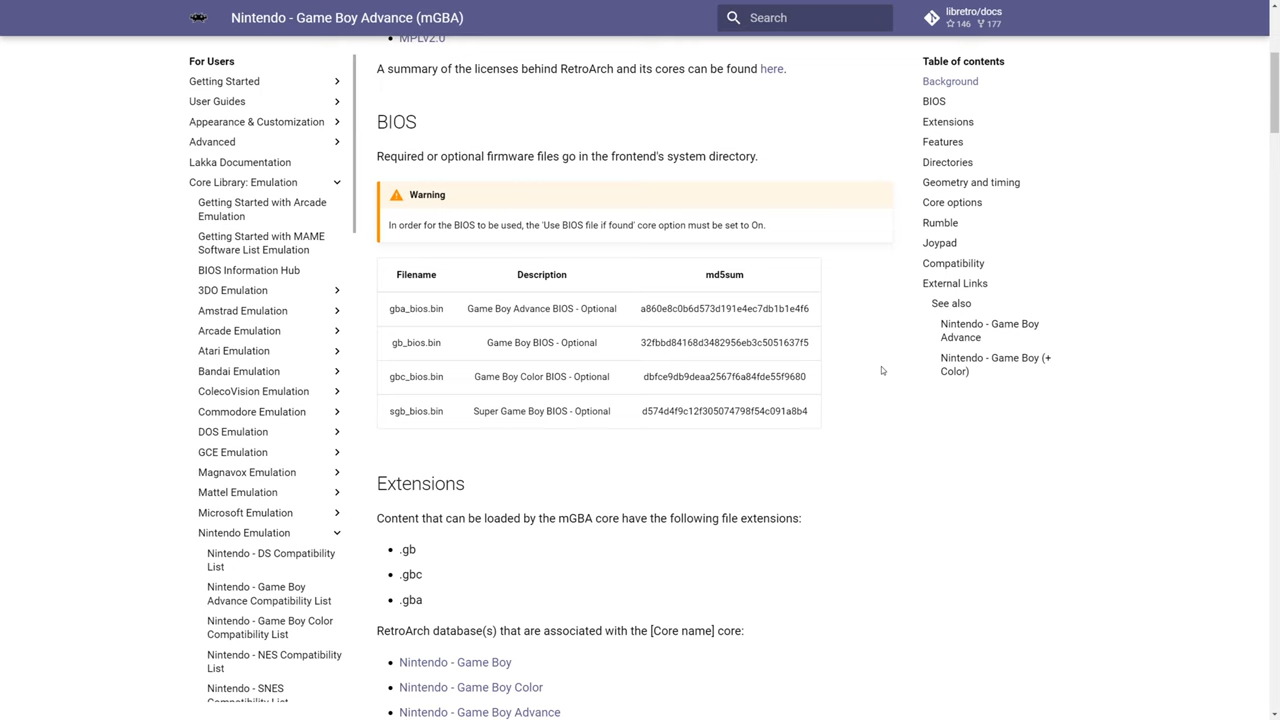 Nintendo - Game Boy Advance (mGBA)
Search
libretro/docs
146 177
For Users
Getting Started
User Guides
Appearance & Customization
Advanced
Lakka Documentation
Core Library: Emulation
Getting Started with Arcade
Emulation
Getting Started with MAME
Software List Emulation
BIOS Information Hub
3DO Emulation
Amstrad Emulation
Arcade Emulation
Atari Emulation
Bandai Emulation
ColecoVision Emulation
Commodore Emulation
DOS Emulation
GCE Emulation
Magnavox Emulation
Mattel Emulation
Microsoft Emulation
Nintendo Emulation
Nintendo - DS Compatibility
List
Nintendo - Game Boy
Advance Compatibility List
Nintendo - Game Boy Color
Compatibility List
Nintendo - NES Compatibility
List
Nintendo - SNES
Compatibility List
MPLv2.0
A summary of the licenses behind RetroArch and its cores can be found here.
BIOS
Required or optional firmware files go in the frontend's system directory.
Warning
In order for the BIOS to be used, the 'Use BIOS file if found' core option must be set to On.
Filename Description md5sum
gba_bios.bin Game Boy Advance BIOS - Optional a860e8c0b6d573d191e4ec7db1b1e4f6
gb_bios.bin Game Boy BIOS - Optional 32fbbd84168d3482956eb3c5051637f5
gbc_bios.bin Game Boy Color BIOS - Optional dbfce9db9deaa2567f6a84fde55f9680
sgb_bios.bin Super Game Boy BIOS - Optional d574d4f9c12f305074798f54c091a8b4
Extensions
Content that can be loaded by the mGBA core have the following file extensions:
.gb
.gbc
.gba
RetroArch database(s) that are associated with the [Core name] core:
Nintendo - Game Boy
Nintendo - Game Boy Color
Nintendo - Game Boy Advance
Table of contents
Background
BIOS
Extensions
Features
Directories
Geometry and timing
Core options
Rumble
Joypad
Compatibility
External Links
See also
Nintendo - Game Boy
Advance
Nintendo - Game Boy (+
Color)